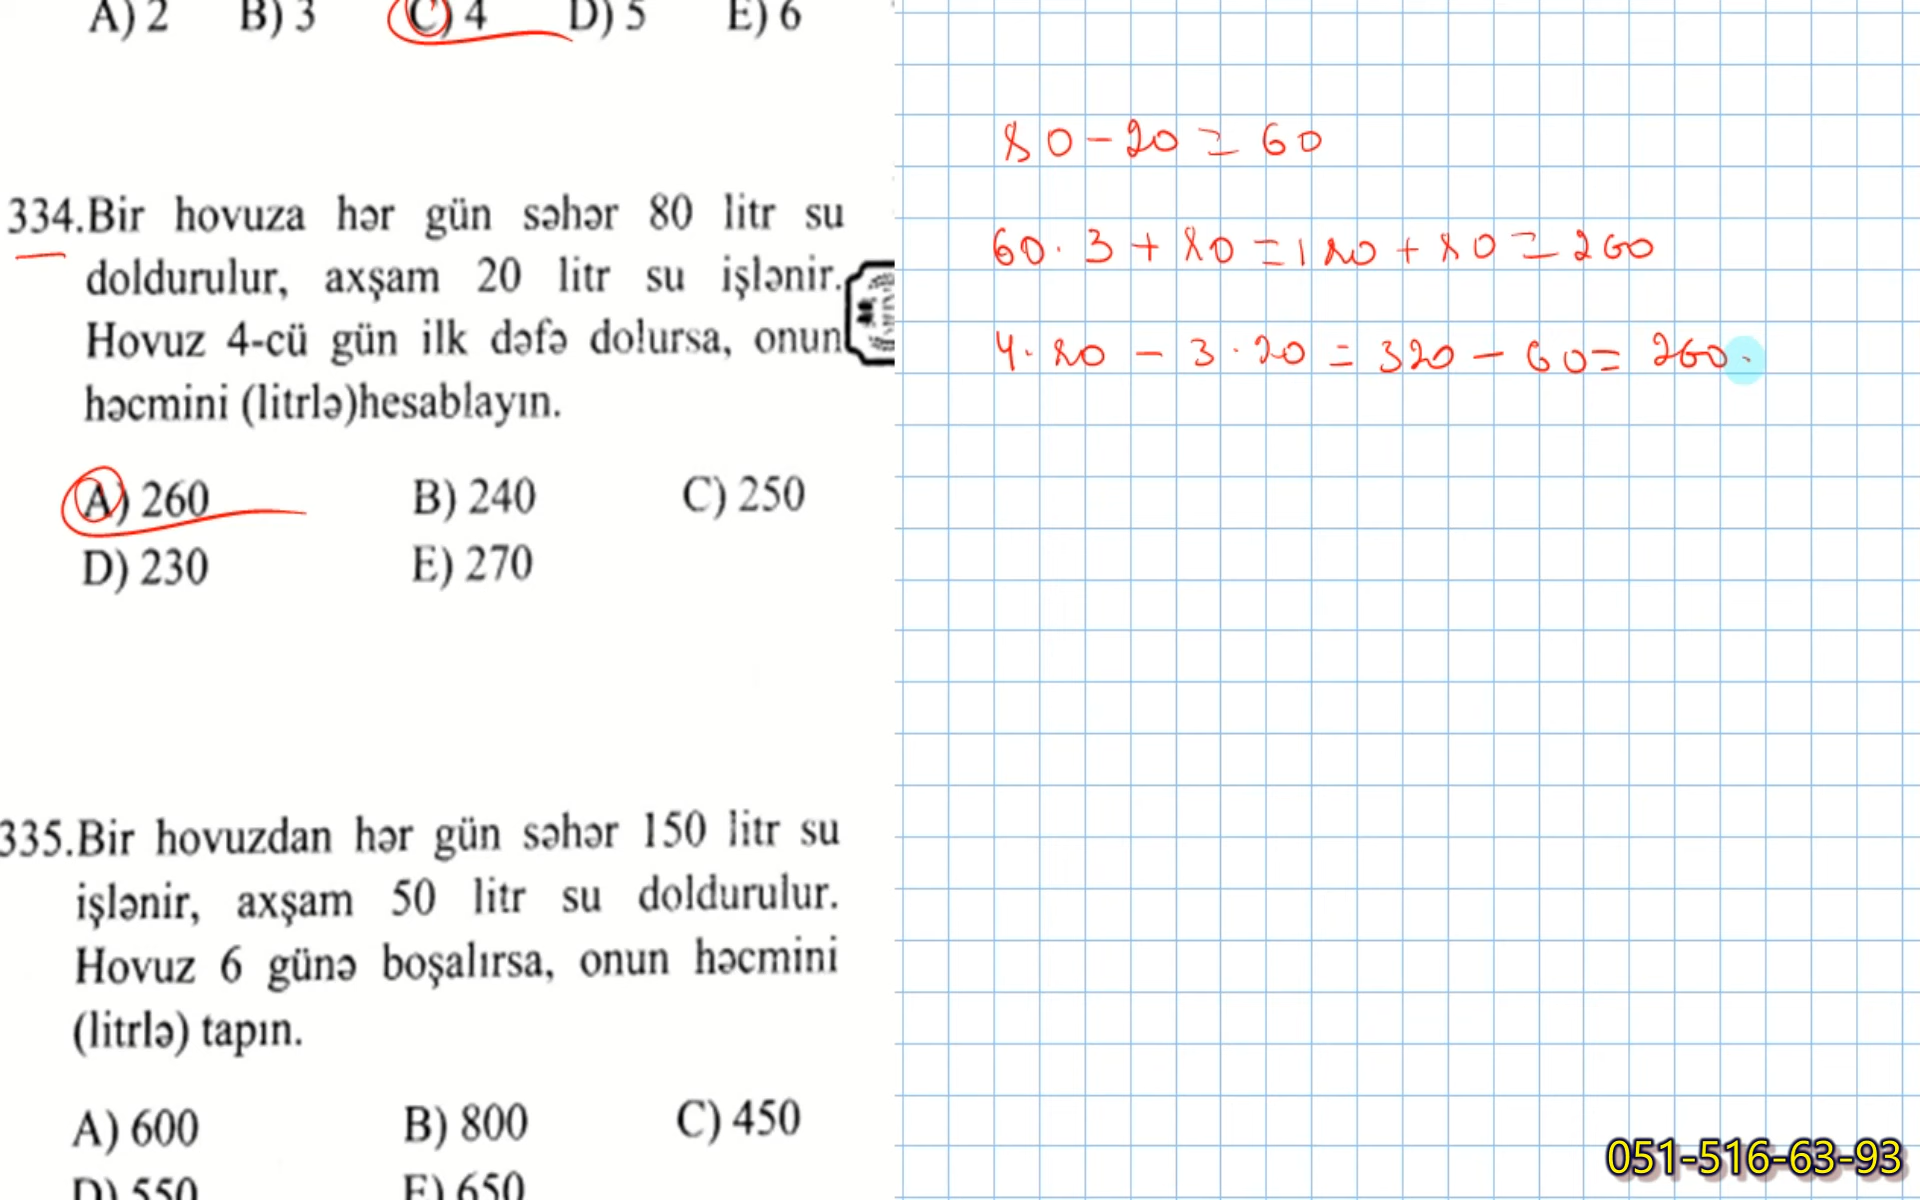 A) 2 B) 3 C) 4 D) 5 E) 6
334.Bir hovuza hər gün səhər 80 litr su
doldurulur, axşam 20 litr su işlənir.
Hovuz 4-cü gün ilk dəfə dolursa, onun
həcmini (litrlə)hesablayın.
A) 260 B) 240 C) 250
D) 230 E) 270
335.Bir hovuzdan hər gün səhər 150 litr su
işlənir, axşam 50 litr su doldurulur.
Hovuz 6 günə boşalırsa, onun həcmini
(litrlə) tapın.
A) 600 B) 800 C) 450
D) 550 E) 650
80 - 20 = 60
60 · 3 + 80 = 180 + 80 = 260
4 · 80 - 3 · 20 = 320 - 60 = 260.
051-516-63-93